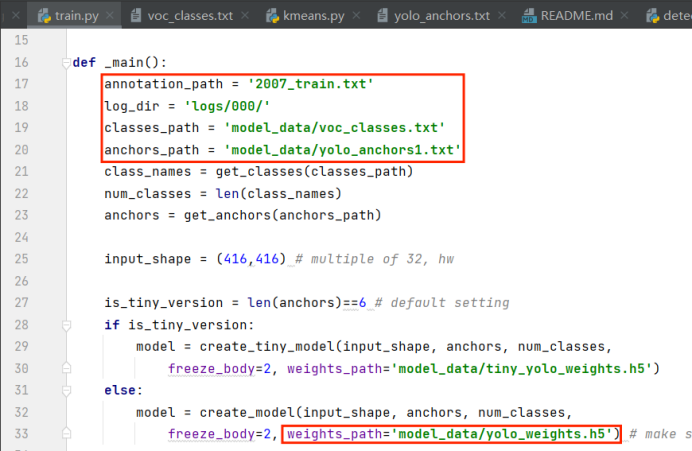 train.py × voc_classes.txt × kmeans.py × yolo_anchors.txt × README.md × detec
15
16 def _main():
17 annotation_path = '2007_train.txt'
18 log_dir = 'logs/000/'
19 classes_path = 'model_data/voc_classes.txt'
20 anchors_path = 'model_data/yolo_anchors1.txt'
21 class_names = get_classes(classes_path)
22 num_classes = len(class_names)
23 anchors = get_anchors(anchors_path)
24
25 input_shape = (416,416) # multiple of 32, hw
26
27 is_tiny_version = len(anchors)==6 # default setting
28 if is_tiny_version:
29 model = create_tiny_model(input_shape, anchors, num_classes,
30 freeze_body=2, weights_path='model_data/tiny_yolo_weights.h5')
31 else:
32 model = create_model(input_shape, anchors, num_classes,
33 freeze_body=2, weights_path='model_data/yolo_weights.h5') # make s